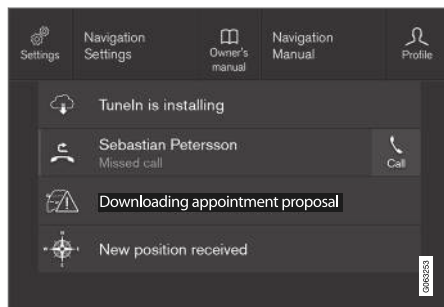 Settings
Navigation
Settings
Owner's
manual
Navigation
Manual
Profile
TuneIn is installing
Sebastian Petersson
Missed call
Call
Downloading appointment proposal
New position received
G063253